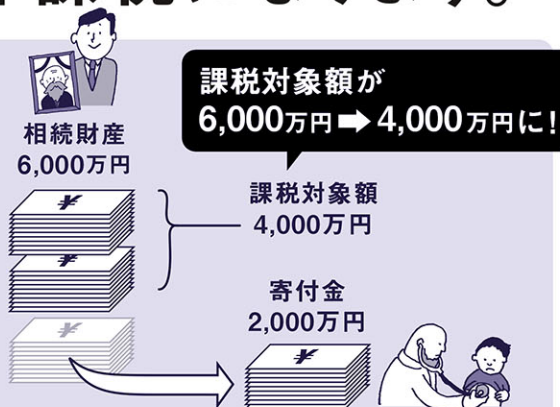 課税対象額が
6,000万円➡4,000万円に!
相続財産
6,000万円
¥
¥
¥
課税対象額
4,000万円
寄付金
2,000万円
¥